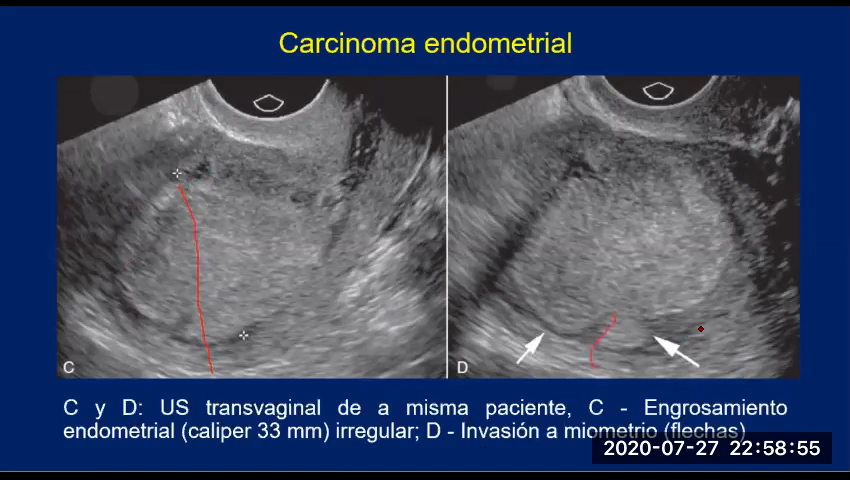 Carcinoma endometrial
C
D
C y D: US transvaginal de a misma paciente, C - Engrosamiento
endometrial (caliper 33 mm) irregular; D - Invasión a miometrio (flechas)
2020-07-27 22:58:55